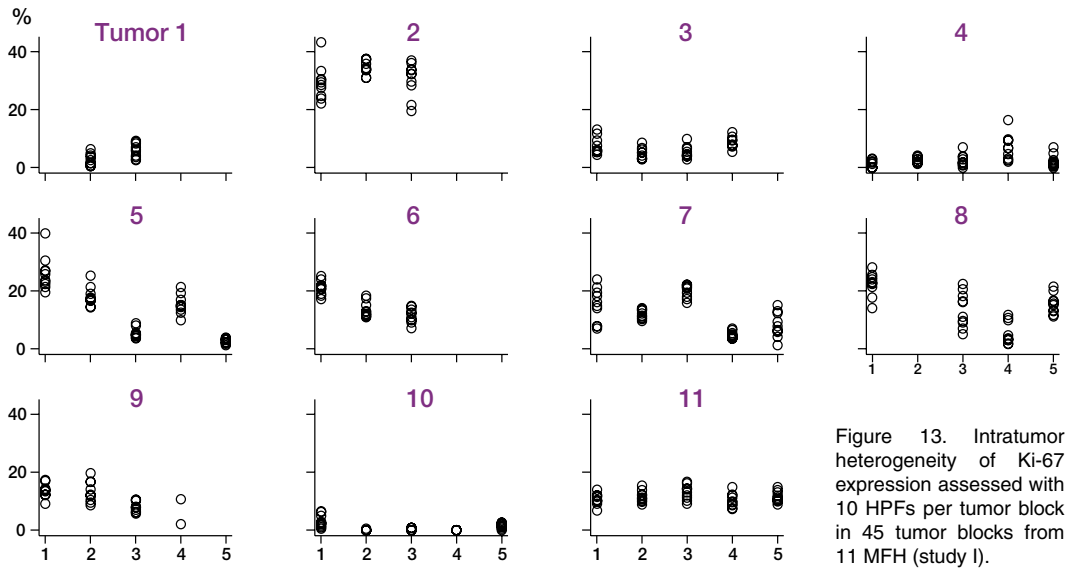 %
Tumor 1 2 3 4
40
20
0
5 6 7 8
40
20
0
1 2 3 4 5
9 10 11
40
20
0
1 2 3 4 5 1 2 3 4 5 1 2 3 4 5
Figure 13. Intratumor
heterogeneity of Ki-67
expression assessed with
10 HPFs per tumor block
in 45 tumor blocks from
11 MFH (study I).